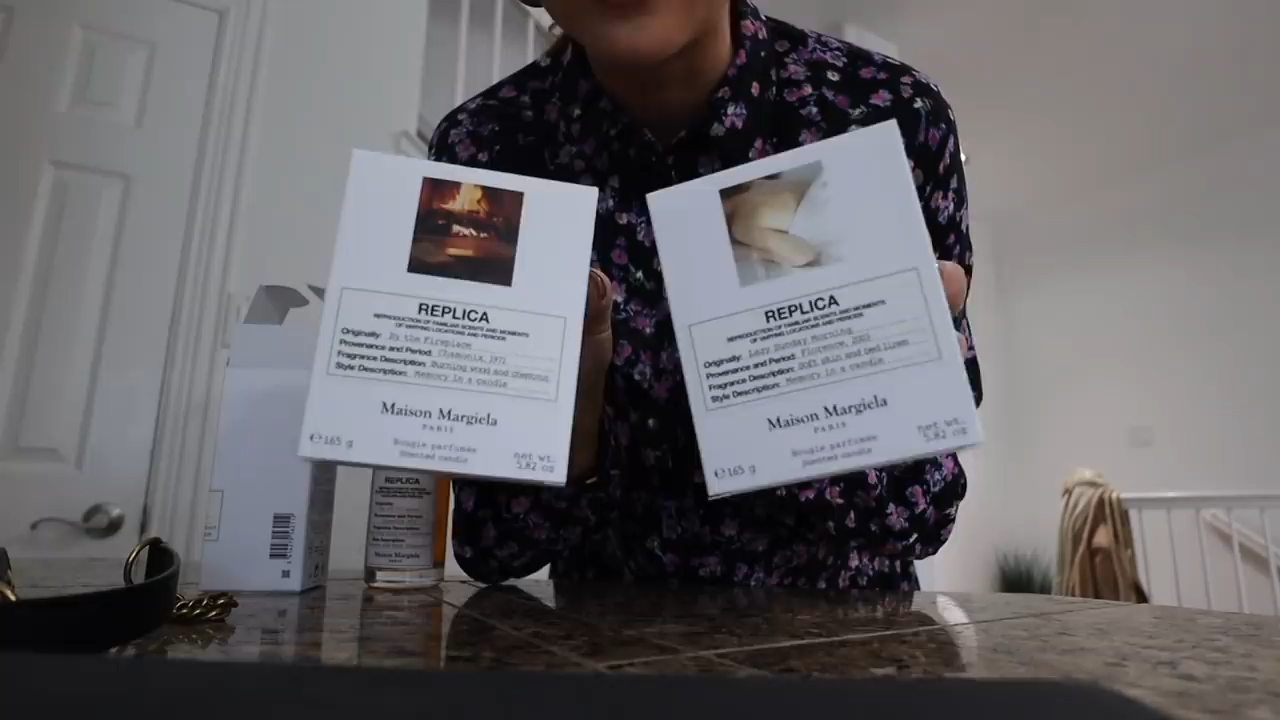 REPLICA
REPRODUCTION OF FAMILIAR SCENTS AND MOMENTS
OF VARYING LOCATIONS AND PERIODS
Originally: By the Fireplace
Provenance and Period: Chamonix, 1971
Fragrance Description: Burning wood and chestnut
Style Description: Memory in a candle
Maison Margiela
PARIS
Bougie parfumée
Scented candle
℮165 g
net wt.
5.82 oz
REPLICA
REPRODUCTION OF FAMILIAR SCENTS AND MOMENTS
OF VARYING LOCATIONS AND PERIODS
Originally: Lazy Sunday Morning
Provenance and Period: Florence, 2003
Fragrance Description: Soft skin and bed linen
Style Description: Memory in a candle
Maison Margiela
PARIS
Bougie parfumée
Scented candle
℮165 g
net wt.
5.82 oz
REPLICA
Maison Margiela
PARIS